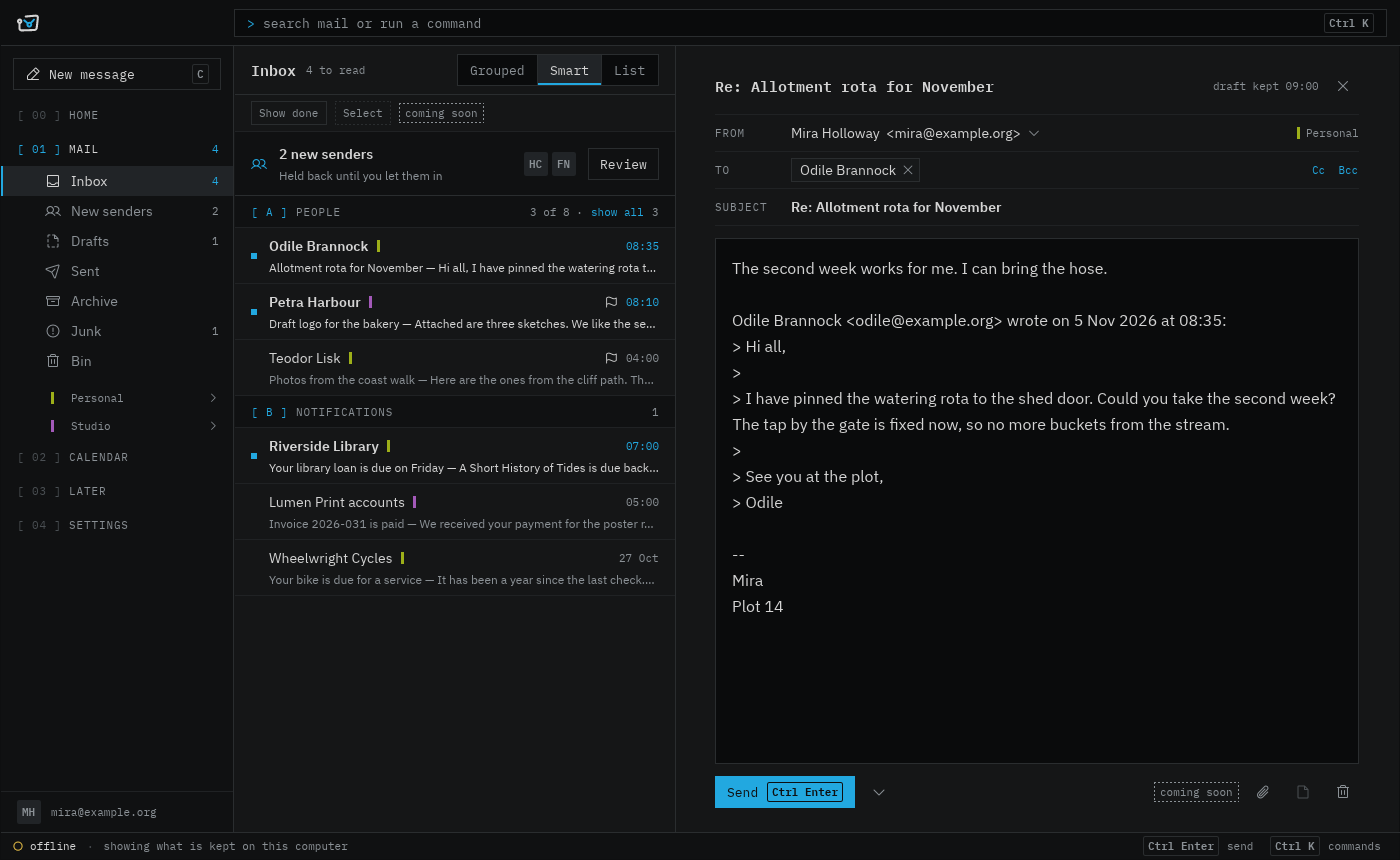 > search mail or run a command Ctrl K
New message C
[ 00 ] HOME
[ 01 ] MAIL 4
Inbox 4
New senders 2
Drafts 1
Sent
Archive
Junk 1
Bin
Personal
Studio
[ 02 ] CALENDAR
[ 03 ] LATER
[ 04 ] SETTINGS
MH mira@example.org
Inbox 4 to read Grouped Smart List
Show done Select coming soon
2 new senders
Held back until you let them in
HC FN Review
[ A ] PEOPLE 3 of 8 · show all 3
Odile Brannock 08:35
Allotment rota for November — Hi all, I have pinned the watering rota t…
Petra Harbour 08:10
Draft logo for the bakery — Attached are three sketches. We like the se…
Teodor Lisk 04:00
Photos from the coast walk — Here are the ones from the cliff path. Th…
[ B ] NOTIFICATIONS 1
Riverside Library 07:00
Your library loan is due on Friday — A Short History of Tides is due back…
Lumen Print accounts 05:00
Invoice 2026-031 is paid — We received your payment for the poster r…
Wheelwright Cycles 27 Oct
Your bike is due for a service — It has been a year since the last check.…
Re: Allotment rota for November draft kept 09:00
FROM Mira Holloway <mira@example.org> Personal
TO Odile Brannock Cc Bcc
SUBJECT Re: Allotment rota for November
The second week works for me. I can bring the hose.
Odile Brannock <odile@example.org> wrote on 5 Nov 2026 at 08:35:
> Hi all,
>
> I have pinned the watering rota to the shed door. Could you take the second week?
The tap by the gate is fixed now, so no more buckets from the stream.
>
> See you at the plot,
> Odile
--
Mira
Plot 14
Send Ctrl Enter coming soon
offline · showing what is kept on this computer Ctrl Enter send Ctrl K commands